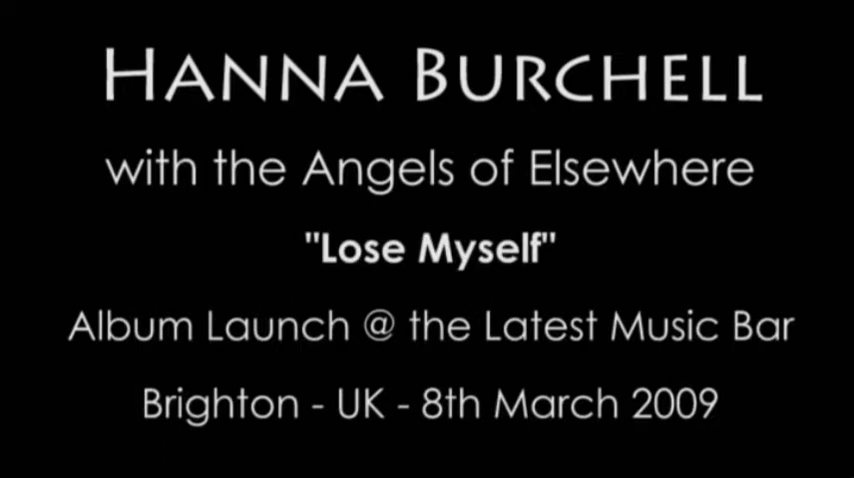 HANNA BURCHELL
with the Angels of Elsewhere
"Lose Myself"
Album Launch @ the Latest Music Bar
Brighton - UK - 8th March 2009